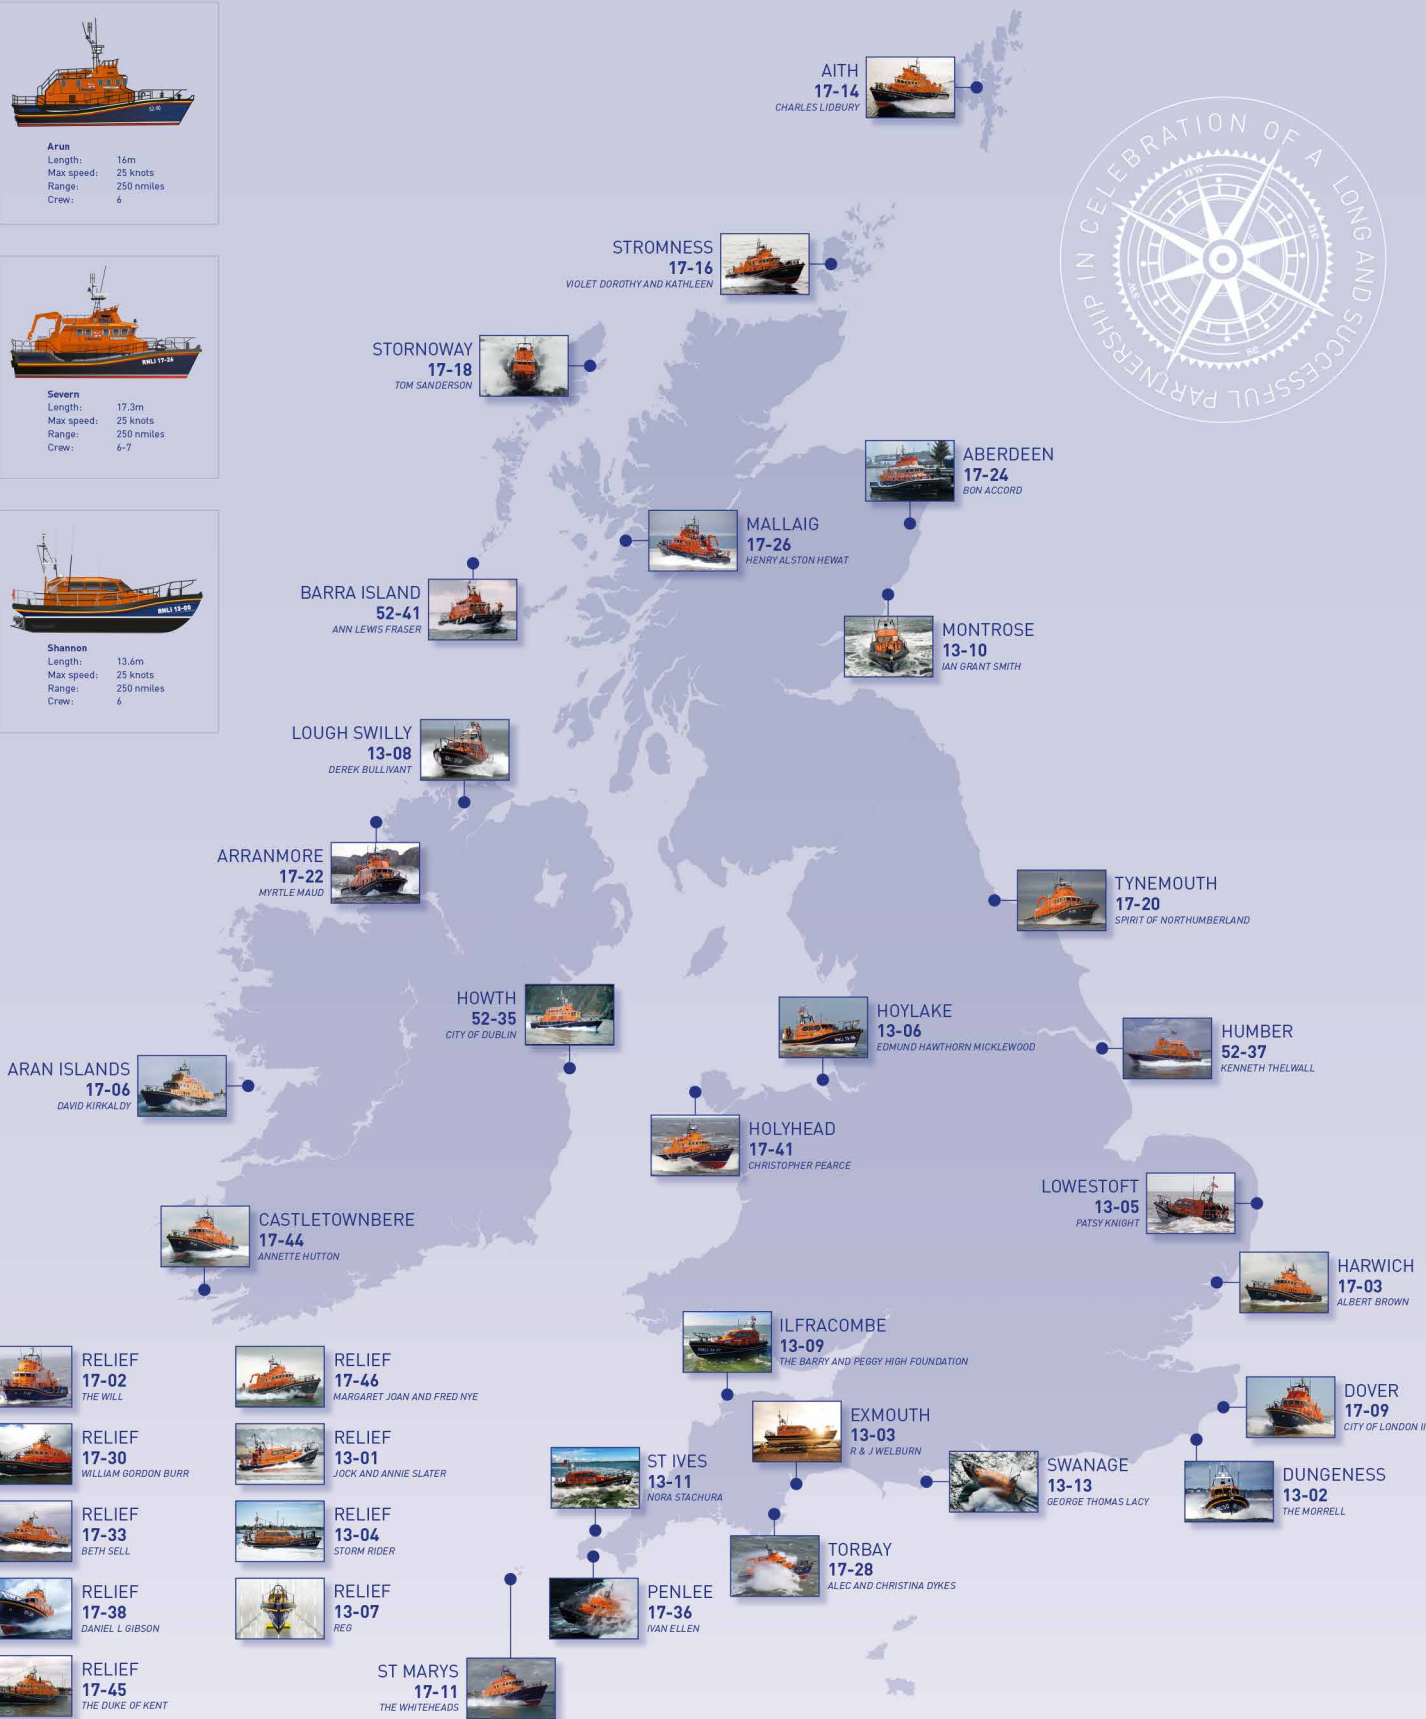 Arun
Length: 16m
Max speed: 25 knots
Range: 250 nmiles
Crew: 6
RNLI 17-26
Severn
Length: 17.3m
Max speed: 25 knots
Range: 250 nmiles
Crew: 6-7
RNLI 13-00
Shannon
Length: 13.6m
Max speed: 25 knots
Range: 250 nmiles
Crew: 6
IN CELEBRATION OF A LONG AND SUCCESSFUL PARTNERSHIP
AITH
17-14
CHARLES LIDBURY
STROMNESS
17-16
VIOLET DOROTHY AND KATHLEEN
STORNOWAY
17-18
TOM SANDERSON
ABERDEEN
17-24
BON ACCORD
MALLAIG
17-26
HENRY ALSTON HEWAT
BARRA ISLAND
52-41
ANN LEWIS FRASER
MONTROSE
13-10
IAN GRANT SMITH
LOUGH SWILLY
13-08
DEREK BULLIVANT
ARRANMORE
17-22
MYRTLE MAUD
TYNEMOUTH
17-20
SPIRIT OF NORTHUMBERLAND
HOWTH
52-35
CITY OF DUBLIN
HOYLAKE
13-06
EDMUND HAWTHORN MICKLEWOOD
HUMBER
52-37
KENNETH THELWALL
ARAN ISLANDS
17-06
DAVID KIRKALDY
HOLYHEAD
17-41
CHRISTOPHER PEARCE
LOWESTOFT
13-05
PATSY KNIGHT
CASTLETOWNBERE
17-44
ANNETTE HUTTON
HARWICH
17-03
ALBERT BROWN
ILFRACOMBE
13-09
THE BARRY AND PEGGY HIGH FOUNDATION
DOVER
17-09
CITY OF LONDON II
EXMOUTH
13-03
R & J WELBURN
ST IVES
13-11
NORA STACHURA
SWANAGE
13-13
GEORGE THOMAS LACY
DUNGENESS
13-02
THE MORRELL
TORBAY
17-28
ALEC AND CHRISTINA DYKES
PENLEE
17-36
IVAN ELLEN
ST MARYS
17-11
THE WHITEHEADS
RELIEF
17-02
THE WILL
RELIEF
17-46
MARGARET JOAN AND FRED NYE
RELIEF
17-30
WILLIAM GORDON BURR
RELIEF
13-01
JOCK AND ANNIE SLATER
RELIEF
17-33
BETH SELL
RELIEF
13-04
STORM RIDER
RELIEF
17-38
DANIEL L GIBSON
RELIEF
13-07
REG
RELIEF
17-45
THE DUKE OF KENT